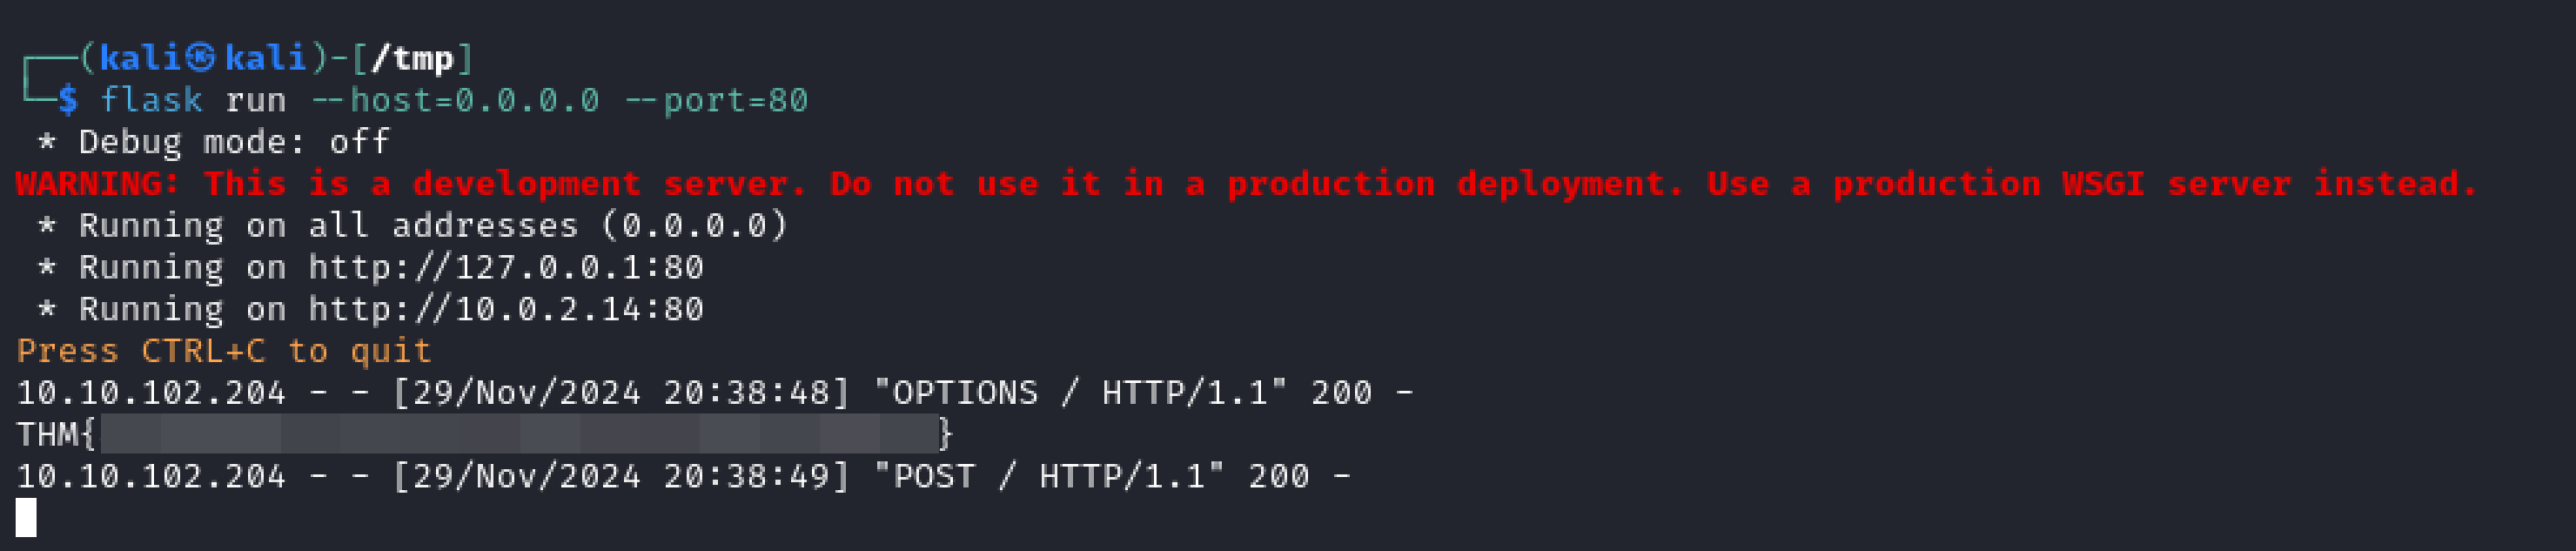 ┌──(kali㉿kali)-[/tmp]
└─$ flask run --host=0.0.0.0 --port=80
 * Debug mode: off
WARNING: This is a development server. Do not use it in a production deployment. Use a production WSGI server instead.
 * Running on all addresses (0.0.0.0)
 * Running on http://127.0.0.1:80
 * Running on http://10.0.2.14:80
Press CTRL+C to quit
10.10.102.204 - - [29/Nov/2024 20:38:48] "OPTIONS / HTTP/1.1" 200 -
THM{ }
10.10.102.204 - - [29/Nov/2024 20:38:49] "POST / HTTP/1.1" 200 -